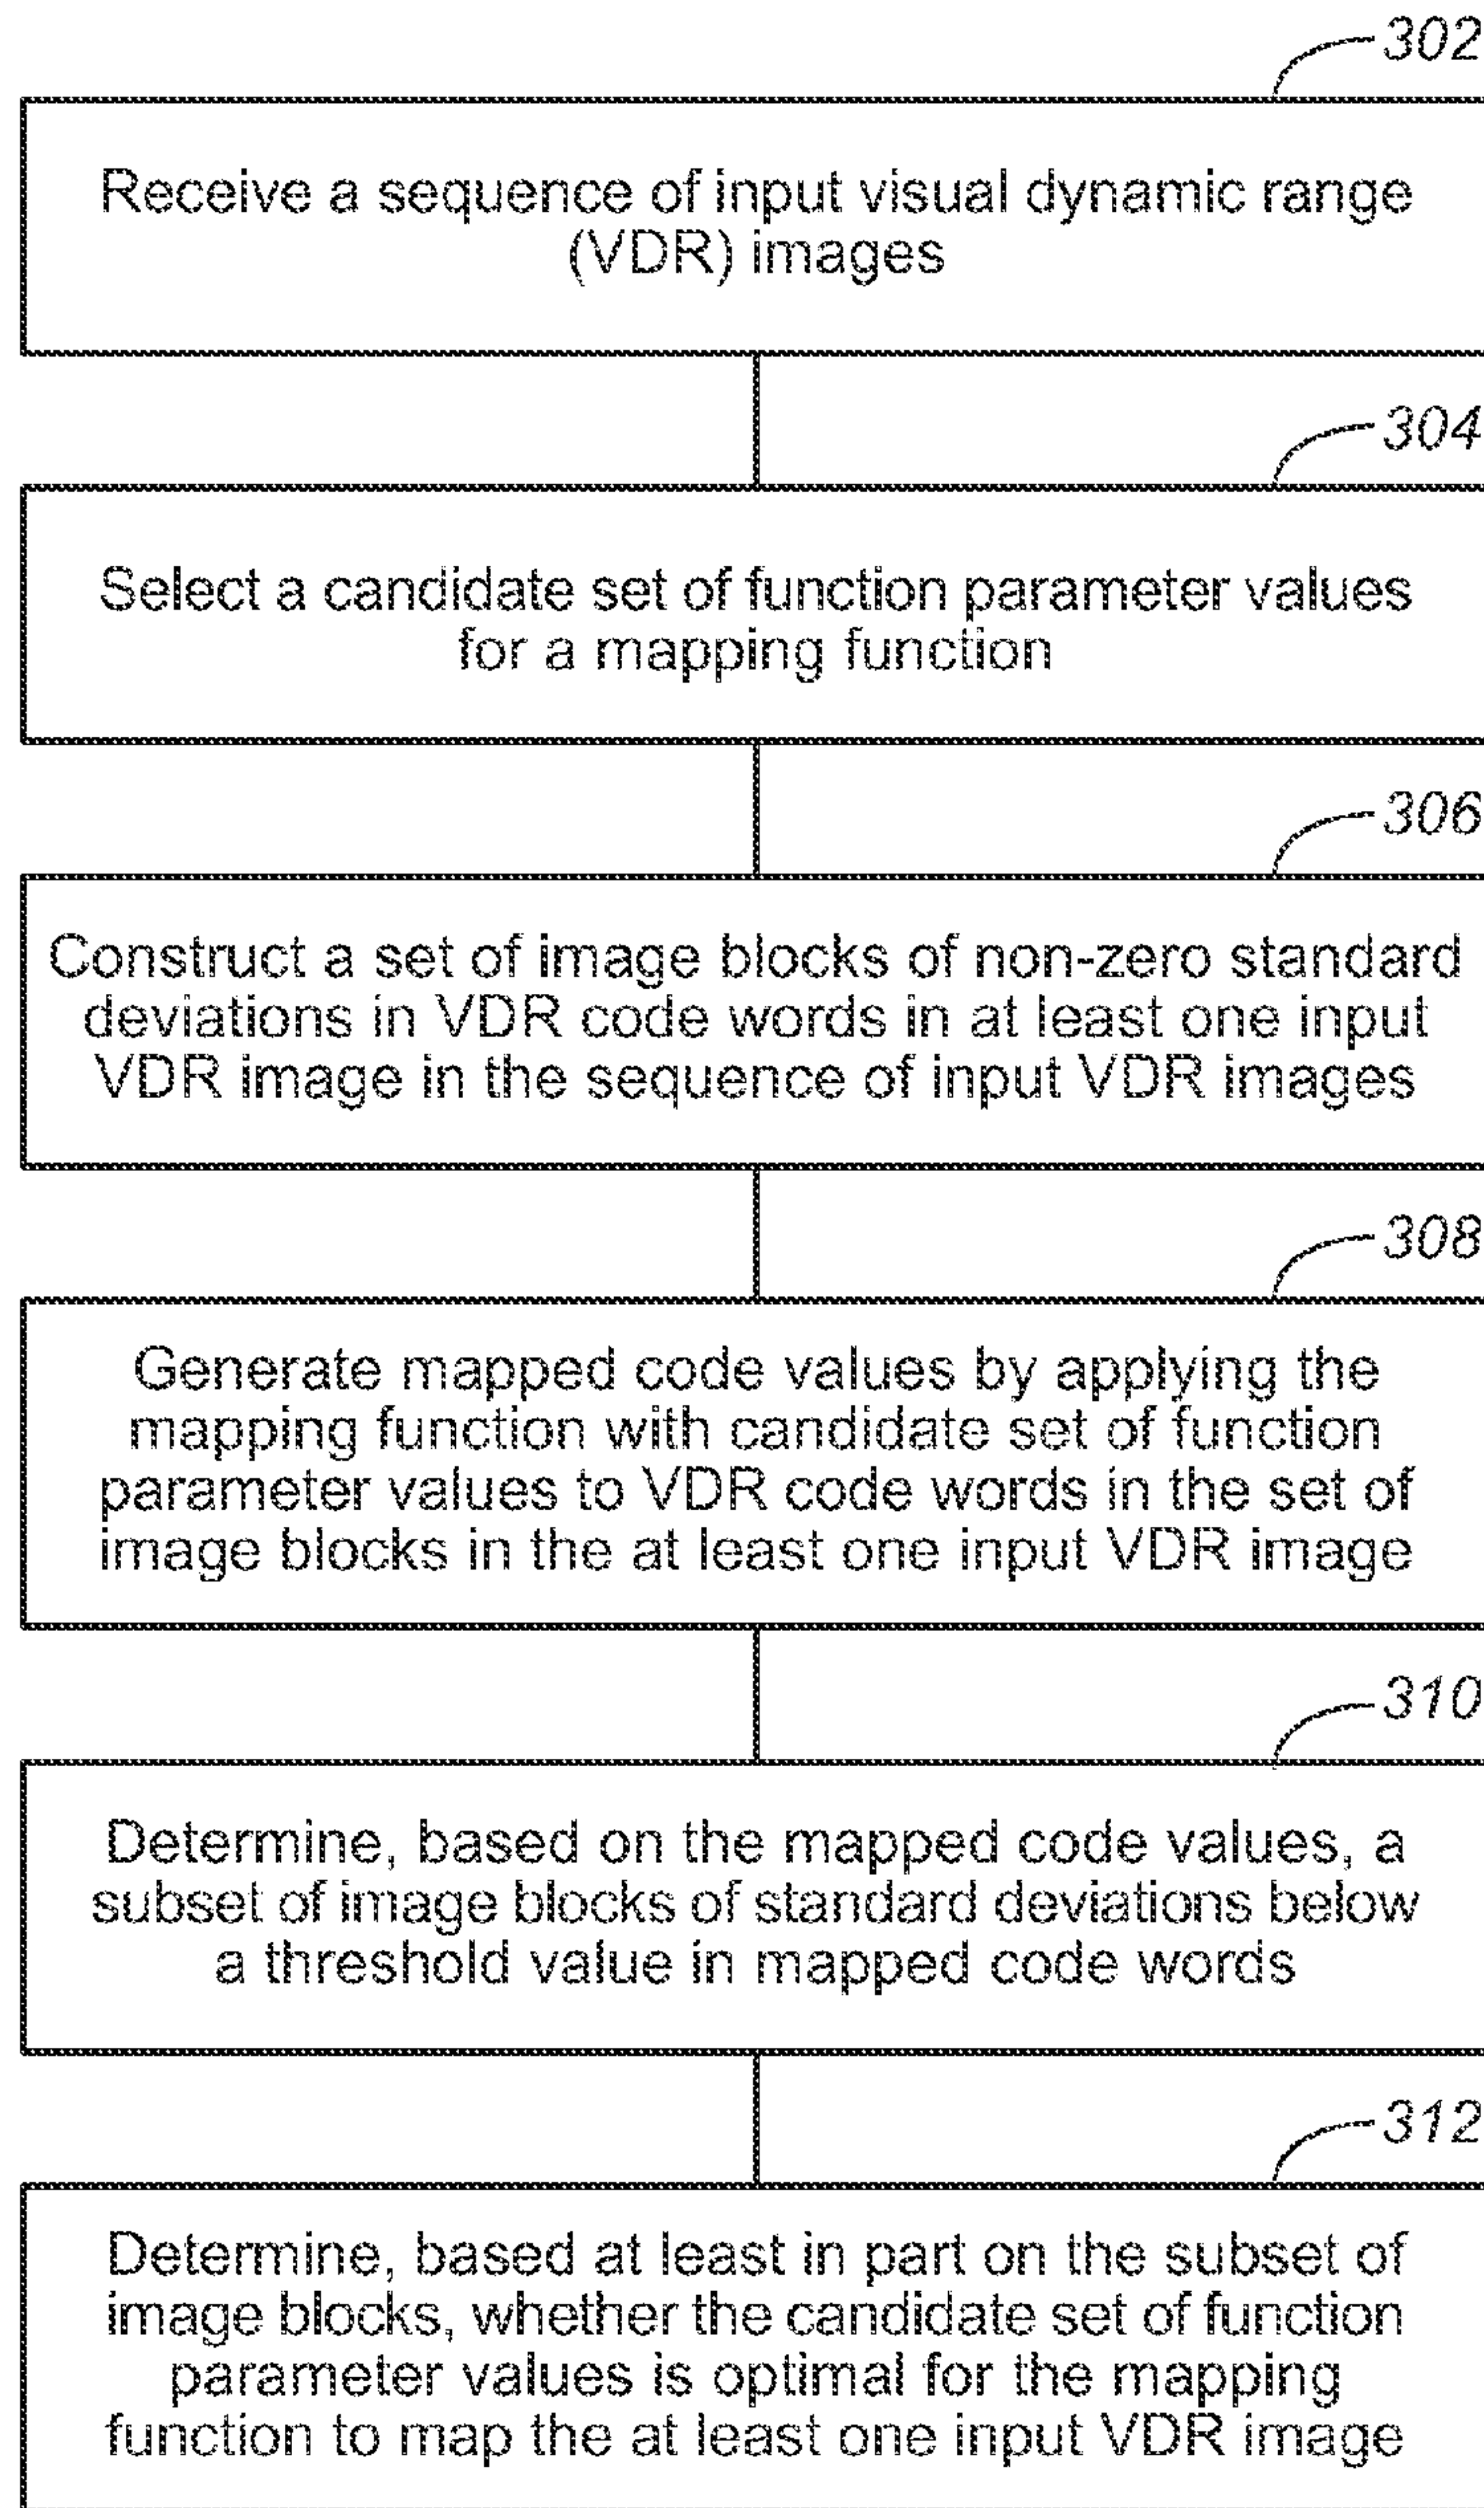 302
Receive a sequence of input visual dynamic range
(VDR) images
304
Select a candidate set of function parameter values
for a mapping function
306
Construct a set of image blocks of non-zero standard
deviations in VDR code words in at least one input
VDR image in the sequence of input VDR images
308
Generate mapped code values by applying the
mapping function with candidate set of function
parameter values to VDR code words in the set of
image blocks in the at least one input VDR image
310
Determine, based on the mapped code values, a
subset of image blocks of standard deviations below
a threshold value in mapped code words
312
Determine, based at least in part on the subset of
image blocks, whether the candidate set of function
parameter values is optimal for the mapping
function to map the at least one input VDR image